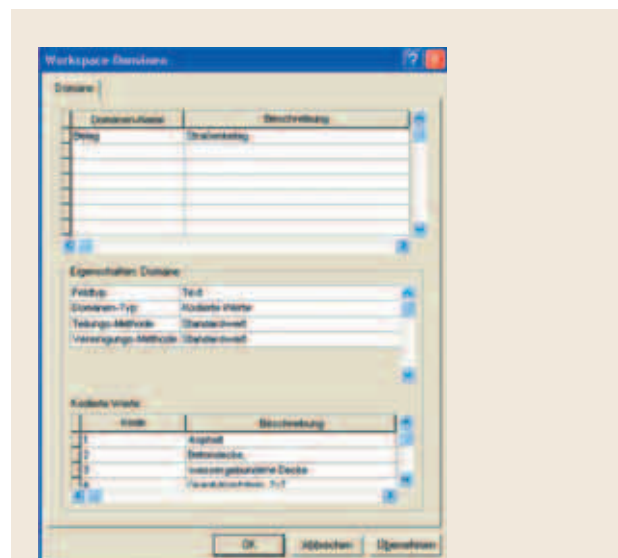 Workspace-Domänen
Domäne
Domänen-Name Beschreibung
Belag Straßenbelag
Eigenschaften: Domäne
Feldtyp Text
Domänen-Typ Kodierte Werte
Teilungs-Methode Standardwert
Vereinigungs-Methode Standardwert
Kodierte Werte
Kode Beschreibung
1 Asphalt
2 Betondecke
3 wassergebundene Decke
OK Abbrechen Übernehmen